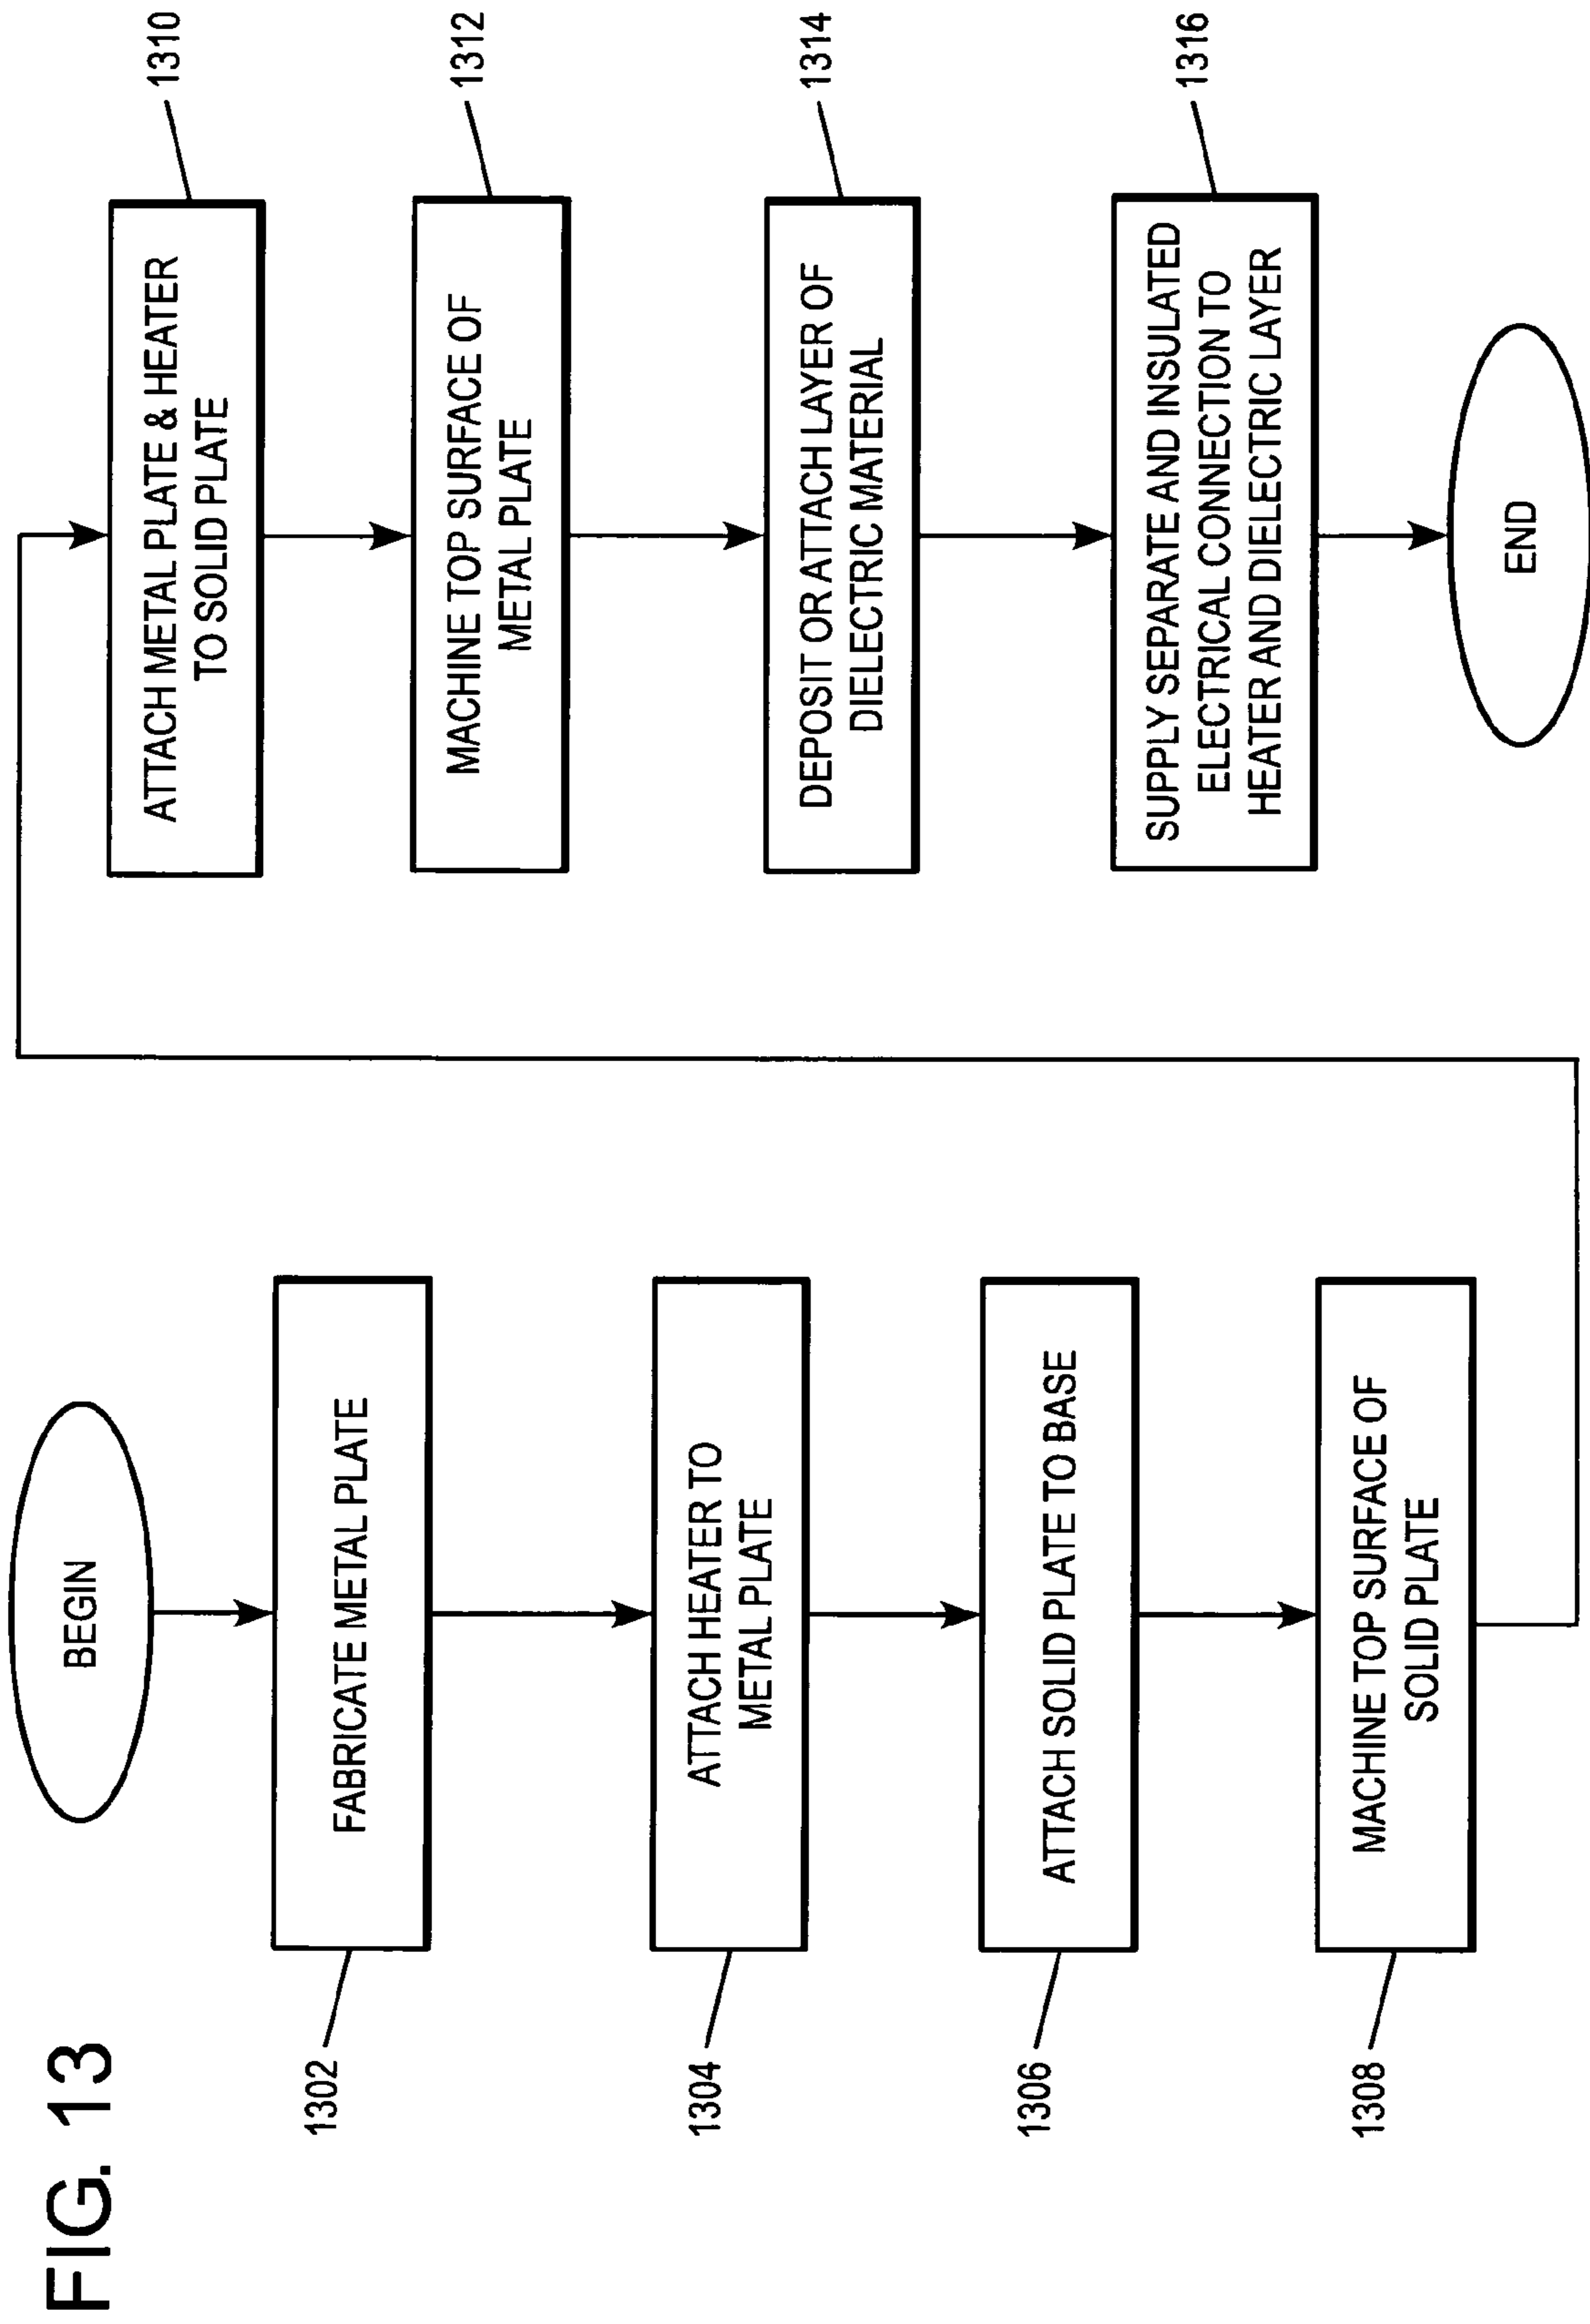 FIG. 13
BEGIN
FABRICATE METAL PLATE
1302
ATTACH HEATER TO
METAL PLATE
1304
ATTACH SOLID PLATE TO BASE
1306
MACHINE TOP SURFACE OF
SOLID PLATE
1308
ATTACH METAL PLATE & HEATER
TO SOLID PLATE
1310
MACHINE TOP SURFACE OF
METAL PLATE
1312
DEPOSIT OR ATTACH LAYER OF
DIELECTRIC MATERIAL
1314
SUPPLY SEPARATE AND INSULATED
ELECTRICAL CONNECTION TO
HEATER AND DIELECTRIC LAYER
1316
END